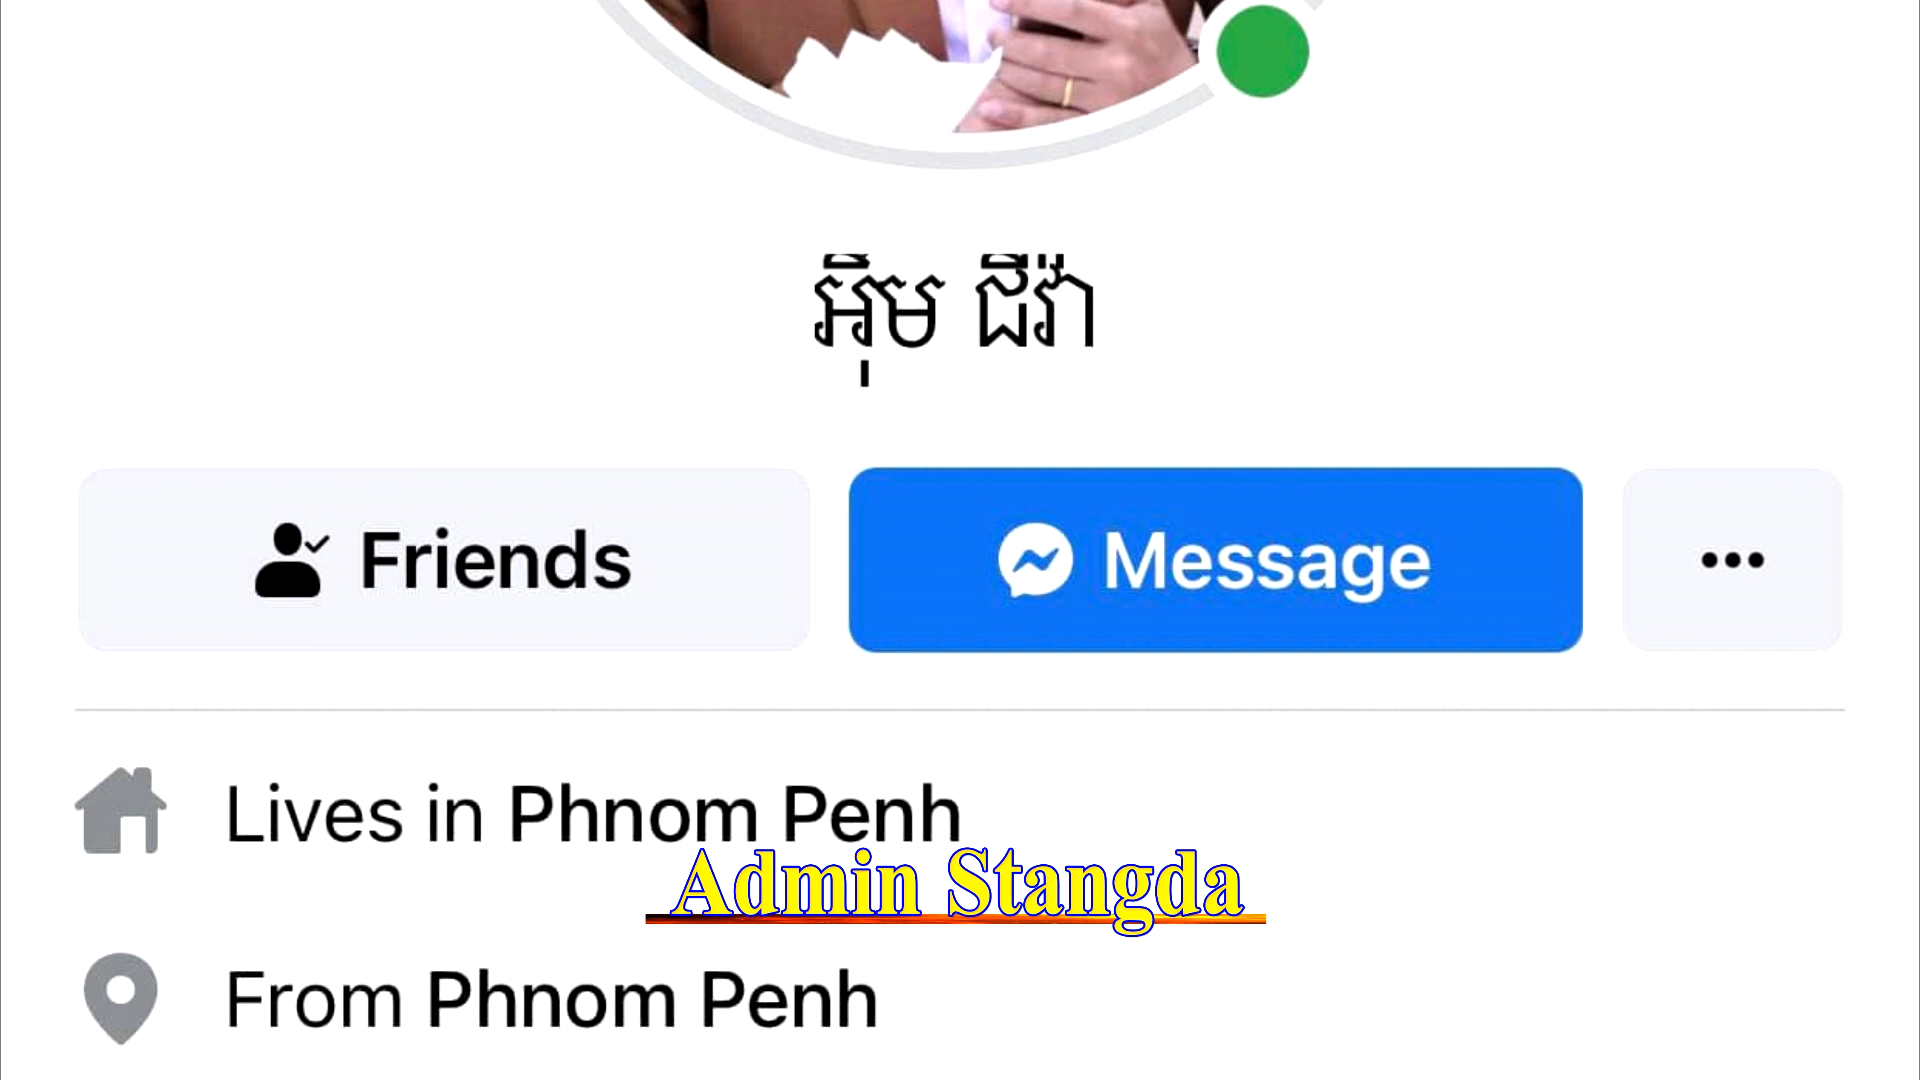 អ៊ឹម ជីវ៉ា
Friends
Message
Lives in Phnom Penh
Admin Stangda
From Phnom Penh